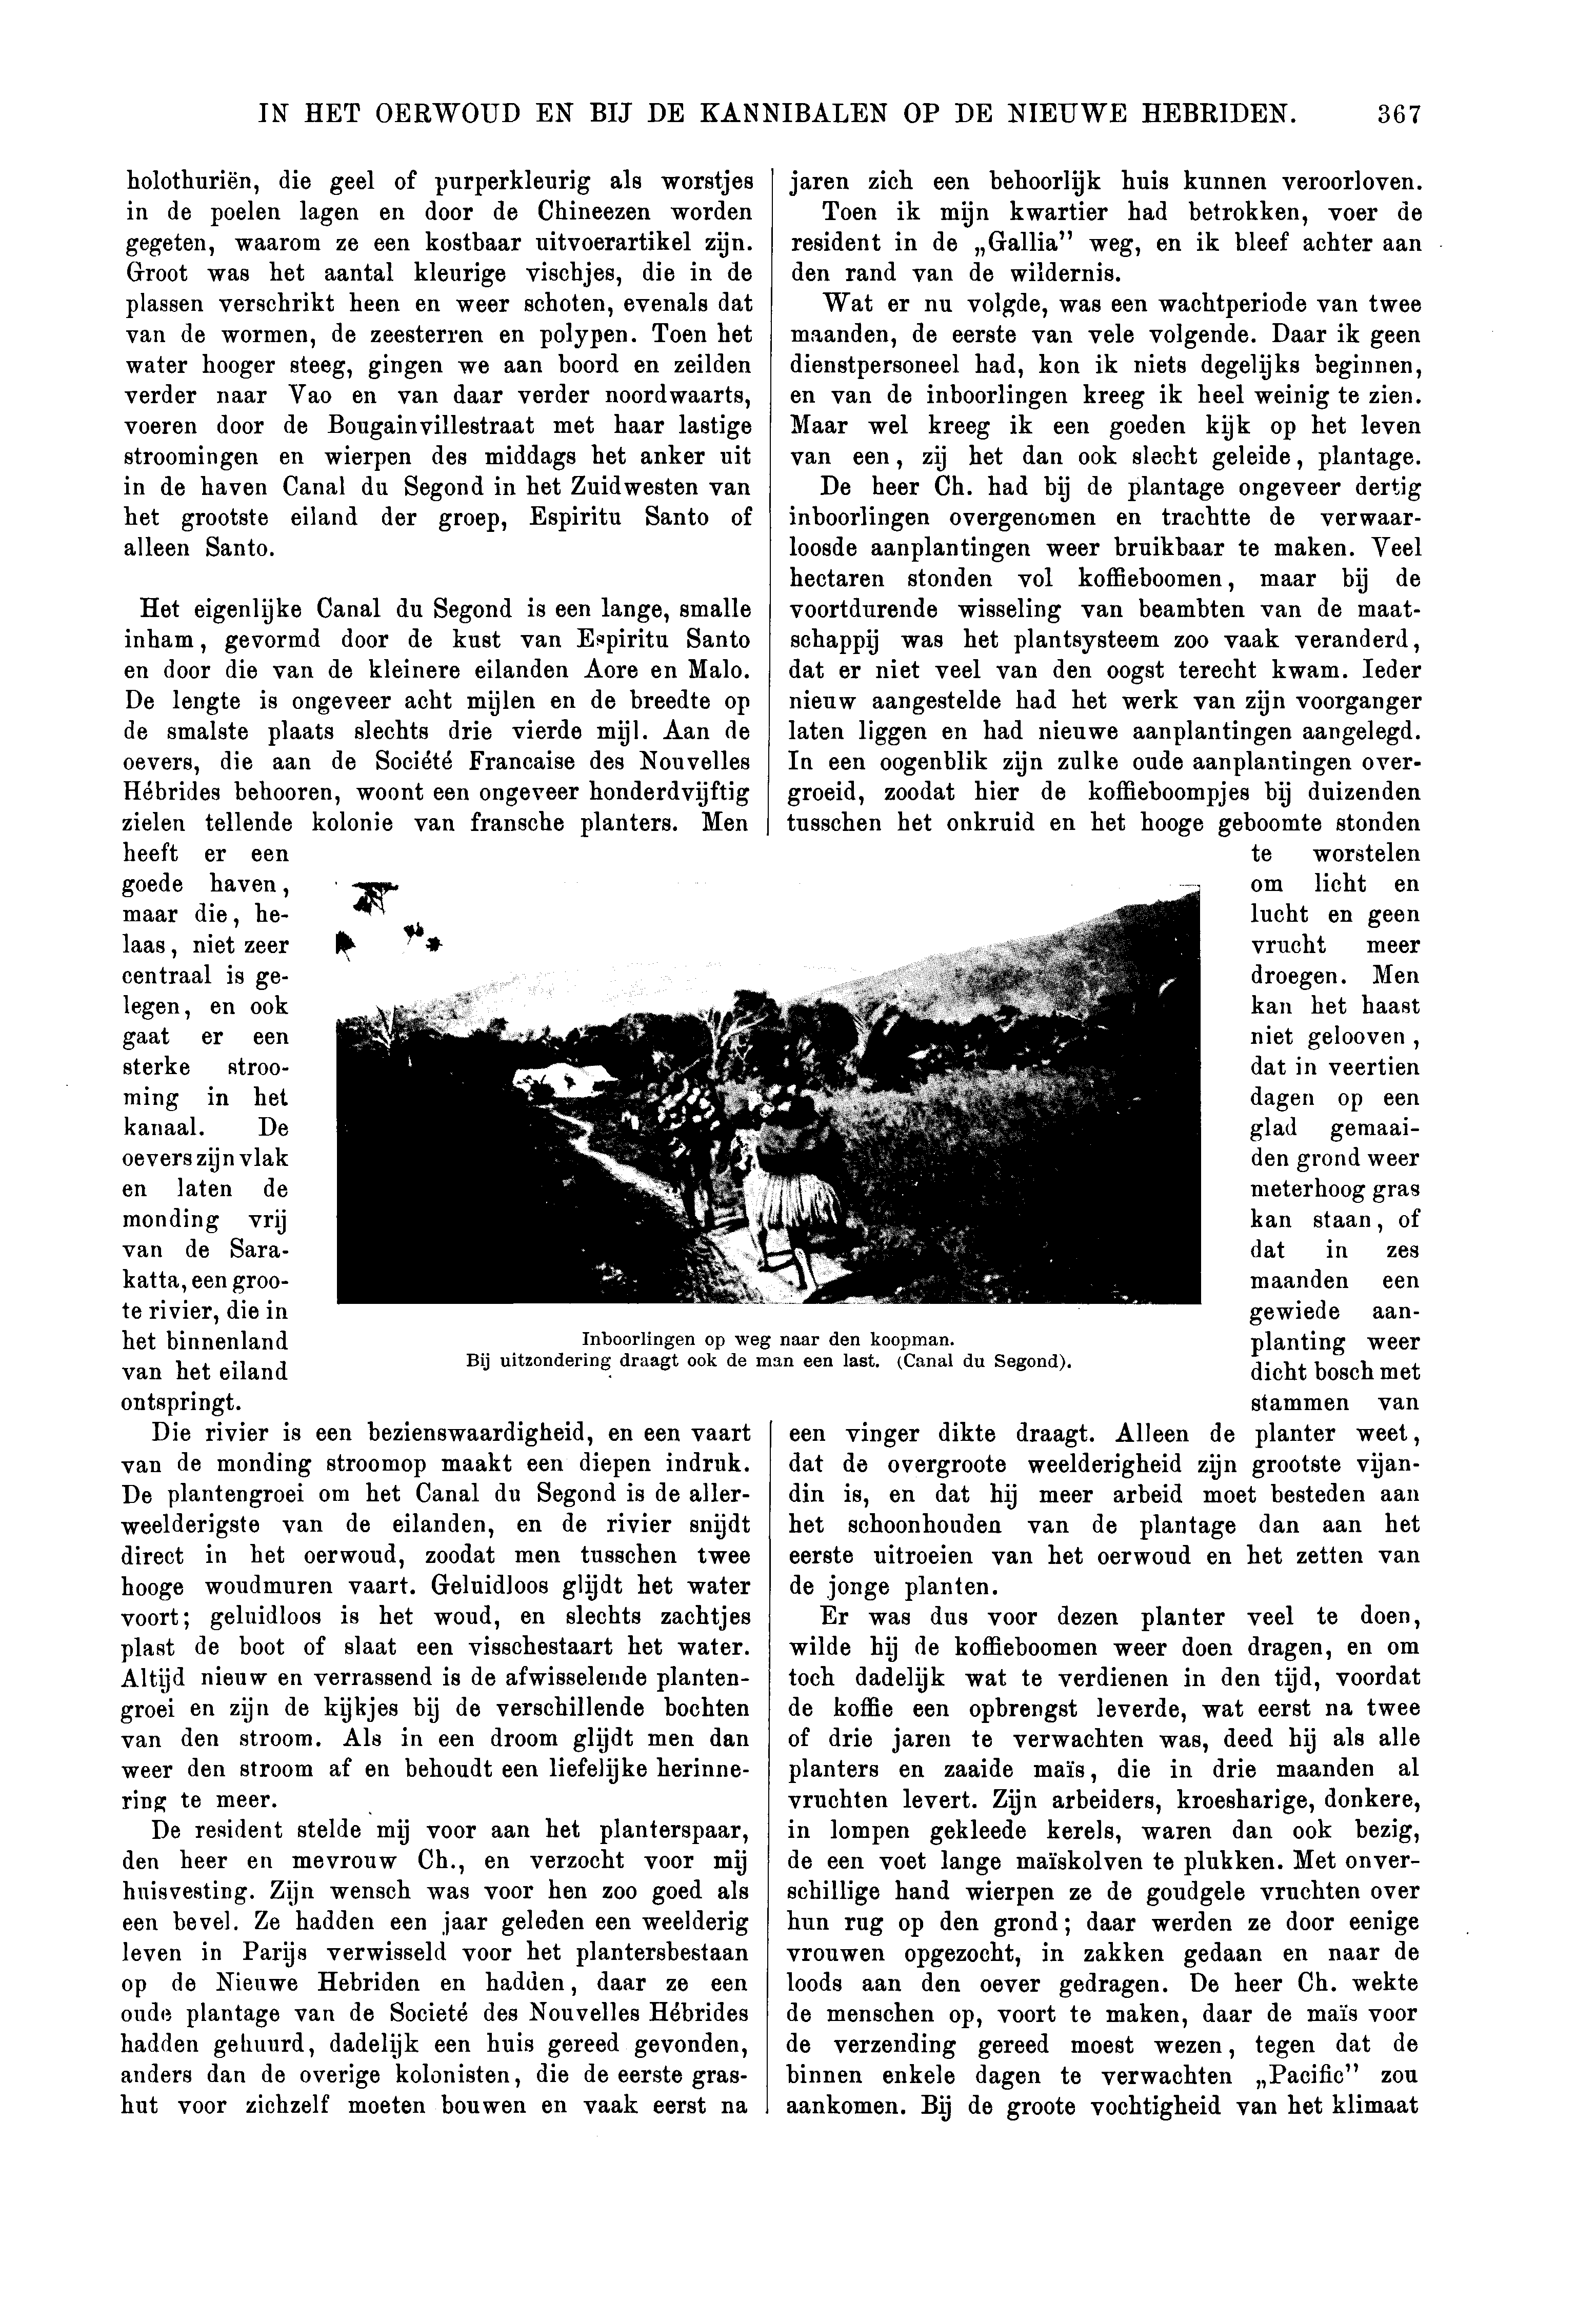 IN HET OERWOUD EN BIJ DE KANNIBALEN OP DE NIEUWE HEBRIDEN. 367
holothuriën, die geel of purperkleurig als worstjes
in de poelen lagen en door de Chineezen worden
gegeten, waarom ze een kostbaar uitvoerartikel zijn.
Groot was het aantal kleurige vischjes, die in de
plassen verschrikt heen en weer schoten, evenals dat
van de wormen, de zeesterren en polypen. Toen het
water hooger steeg, gingen we aan boord en zeilden
verder naar Vao en van daar verder noordwaarts,
voeren door de Bougainvillestraat met haar lastige
stroomingen en wierpen des middags het anker uit
in de haven Canal du Segond in het Zuidwesten van
het grootste eiland der groep, Espiritu Santo of
alleen Santo.
Het eigenlijke Canal du Segond is een lange, smalle
inham, gevormd door de kust van Espiritu Santo
en door die van de kleinere eilanden Aore en Malo.
De lengte is ongeveer acht mijlen en de breedte op
de smalste plaats slechts drie vierde mijl. Aan de
oevers, die aan de Société Francaise des Nouvelles
Hébrides behooren, woont een ongeveer honderdvijftig
zielen tellende kolonie van fransche planters. Men
heeft er een
goede haven,
maar die, he-
laas, niet zeer
centraal is ge-
legen, en ook
gaat er een
sterke stroo-
ming in het
kanaal. De
oevers zijn vlak
en laten de
monding vrij
van de Sara-
katta, een groo-
te rivier, die in
het binnenland
van het eiland
ontspringt.
Die rivier is een bezienswaardigheid, en een vaart
van de monding stroomop maakt een diepen indruk.
De plantengroei om het Canal du Segond is de aller-
weelderigste van de eilanden, en de rivier snijdt
direct in het oerwoud, zoodat men tusschen twee
hooge woudmuren vaart. Geluidloos glijdt het water
voort; geluidloos is het woud, en slechts zachtjes
plast de boot of slaat een visschestaart het water.
Altijd nieuw en verrassend is de afwisselende planten-
groei en zijn de kijkjes bij de verschillende bochten
van den stroom. Als in een droom glijdt men dan
weer den stroom af en behoudt een liefelijke herinne-
ring te meer.
De resident stelde mij voor aan het planterspaar,
den heer en mevrouw Ch., en verzocht voor mij
huisvesting. Zijn wensch was voor hen zoo goed als
een bevel. Ze hadden een jaar geleden een weelderig
leven in Parijs verwisseld voor het plantersbestaan
op de Nieuwe Hebriden en hadden, daar ze een
oude plantage van de Societé des Nouvelles Hébrides
hadden gehuurd, dadelijk een huis gereed gevonden,
anders dan de overige kolonisten, die de eerste gras-
hut voor zichzelf moeten bouwen en vaak eerst na
Inboorlingen op weg naar den koopman.
Bij uitzondering draagt ook de man een last. (Canal du Segond).
jaren zich een behoorlijk huis kunnen veroorloven.
Toen ik mijn kwartier had betrokken, voer de
resident in de „Gallia” weg, en ik bleef achter aan
den rand van de wildernis.
Wat er nu volgde, was een wachtperiode van twee
maanden, de eerste van vele volgende. Daar ik geen
dienstpersoneel had, kon ik niets degelijks beginnen,
en van de inboorlingen kreeg ik heel weinig te zien.
Maar wel kreeg ik een goeden kijk op het leven
van een, zij het dan ook slecht geleide, plantage.
De heer Ch. had bij de plantage ongeveer dertig
inboorlingen overgenomen en trachtte de verwaar-
loosde aanplantingen weer bruikbaar te maken. Veel
hectaren stonden vol koffieboomen, maar bij de
voortdurende wisseling van beambten van de maat-
schappij was het plantsysteem zoo vaak veranderd,
dat er niet veel van den oogst terecht kwam. Ieder
nieuw aangestelde had het werk van zijn voorganger
laten liggen en had nieuwe aanplantingen aangelegd.
In een oogenblik zijn zulke oude aanplantingen over-
groeid, zoodat hier de koffieboompjes bij duizenden
tusschen het onkruid en het hooge geboomte stonden
te worstelen
om licht en
lucht en geen
vrucht meer
droegen. Men
kan het haast
niet gelooven,
dat in veertien
dagen op een
glad gemaai-
den grond weer
meterhoog gras
kan staan, of
dat in zes
maanden een
gewiede aan-
planting weer
dicht bosch met
stammen van
een vinger dikte draagt. Alleen de planter weet,
dat de overgroote weelderigheid zijn grootste vijan-
din is, en dat hij meer arbeid moet besteden aan
het schoonhouden van de plantage dan aan het
eerste uitroeien van het oerwoud en het zetten van
de jonge planten.
Er was dus voor dezen planter veel te doen,
wilde hij de koffieboomen weer doen dragen, en om
toch dadelijk wat te verdienen in den tijd, voordat
de koffie een opbrengst leverde, wat eerst na twee
of drie jaren te verwachten was, deed hij als alle
planters en zaaide maïs, die in drie maanden al
vruchten levert. Zijn arbeiders, kroesharige, donkere,
in lompen gekleede kerels, waren dan ook bezig,
de een voet lange maïskolven te plukken. Met onver-
schillige hand wierpen ze de goudgele vruchten over
hun rug op den grond; daar werden ze door eenige
vrouwen opgezocht, in zakken gedaan en naar de
loods aan den oever gedragen. De heer Ch. wekte
de menschen op, voort te maken, daar de maïs voor
de verzending gereed moest wezen, tegen dat de
binnen enkele dagen te verwachten „Pacific” zou
aankomen. Bij de groote vochtigheid van het klimaat